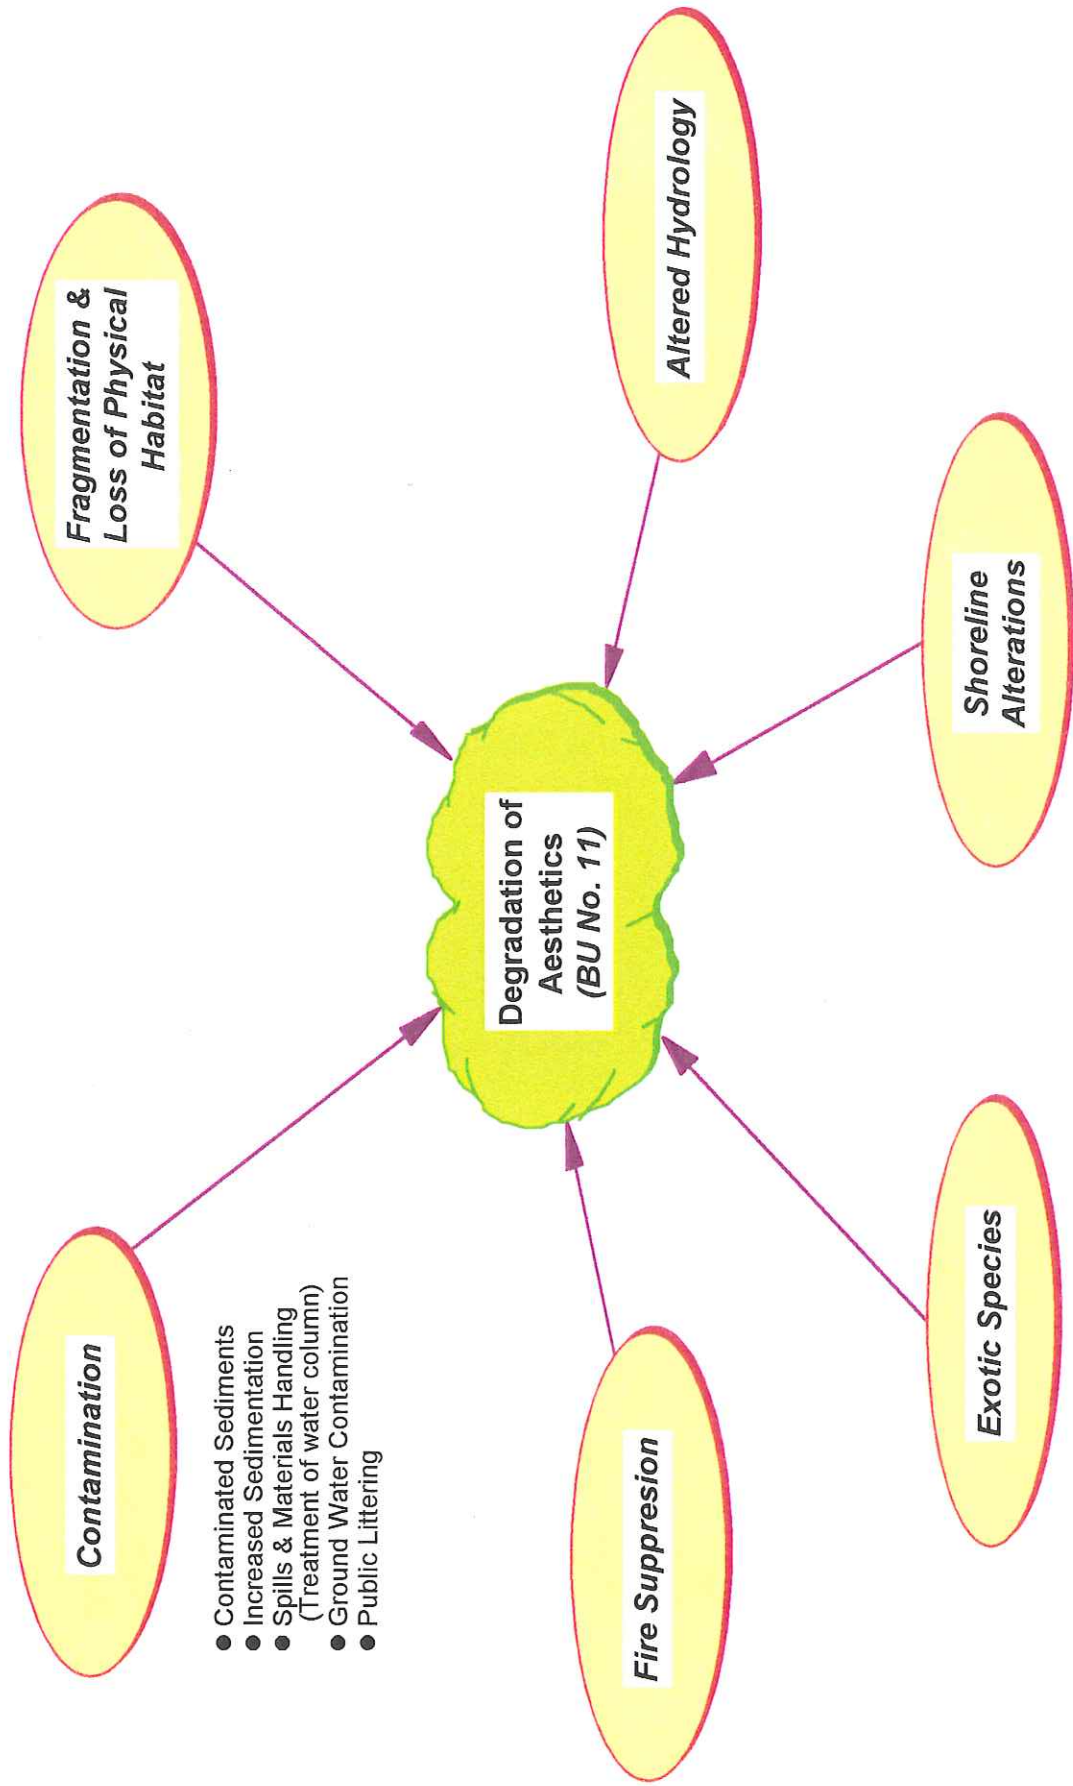 Contamination
● Contaminated Sediments
● Increased Sedimentation
● Spills & Materials Handling
(Treatment of water column)
● Ground Water Contamination
● Public Littering
Fragmentation &
Loss of Physical
Habitat
Degradation of
Aesthetics
(BU No. 11)
Fire Suppresion
Altered Hydrology
Exotic Species
Shoreline
Alterations